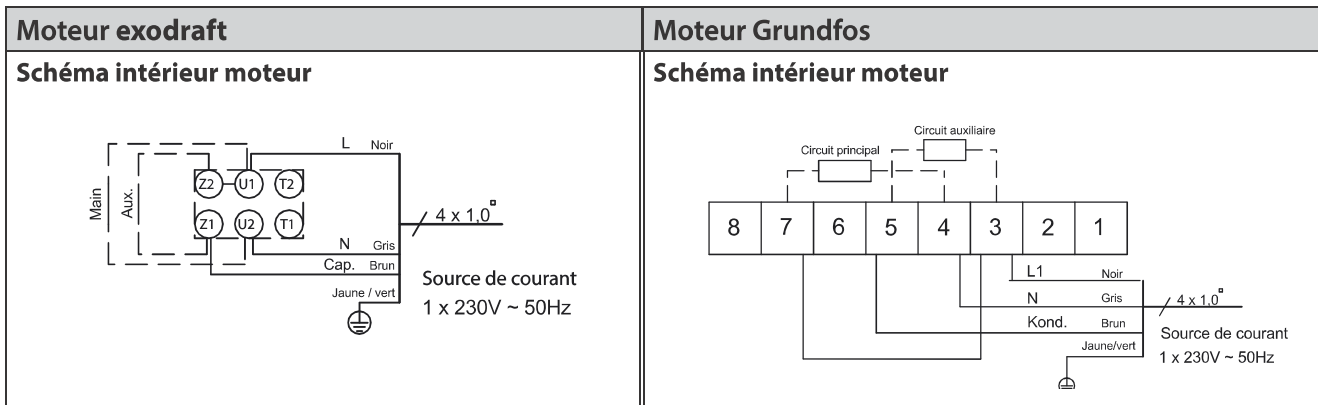 Moteur exodraft
Schéma intérieur moteur
L Noir
Z2 U1 T2
Main
Aux.
Z1 U2 T1
4 x 1,0□
N Gris
Cap. Brun
Jaune / vert
Source de courant
1 x 230V ~ 50Hz
Moteur Grundfos
Schéma intérieur moteur
Circuit auxiliaire
Circuit principal
8 7 6 5 4 3 2 1
L1 Noir
N Gris
4 x 1,0□
Kond. Brun
Jaune/vert
Source de courant
1 x 230V ~ 50Hz